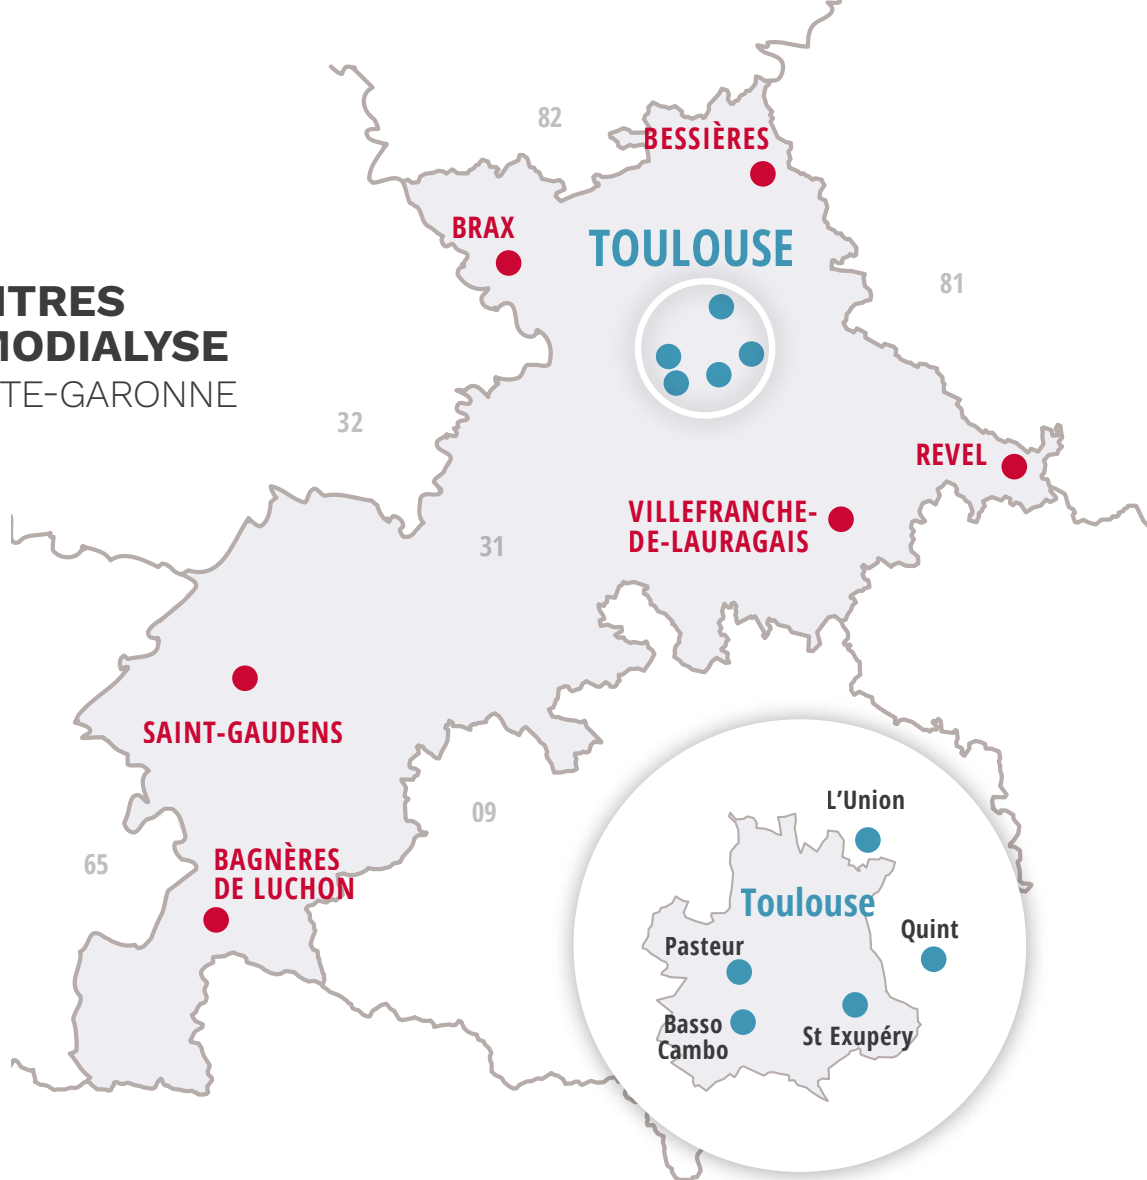 82
BESSIÈRES
BRAX
TOULOUSE
81
NTRES
MODIALYSE
TE-GARONNE
32
REVEL
VILLEFRANCHE-
DE-LAURAGAIS
31
SAINT-GAUDENS
09
65
BAGNÈRES
DE LUCHON
L’Union
Toulouse
Quint
Pasteur
Basso
Cambo
St Exupéry